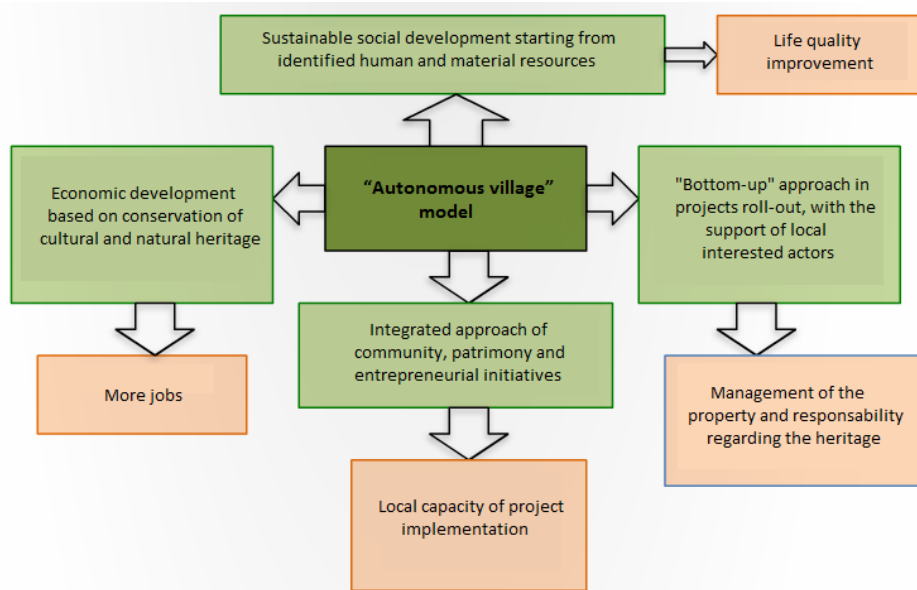 Sustainable social development starting from
identified human and material resources
Life quality
improvement
Economic development
based on conservation of
cultural and natural heritage
“Autonomous village”
model
"Bottom-up" approach in
projects roll-out, with the
support of local
interested actors
Integrated approach of
community, patrimony and
entrepreneurial initiatives
More jobs
Management of the
property and responsability
regarding the heritage
Local capacity of project
implementation